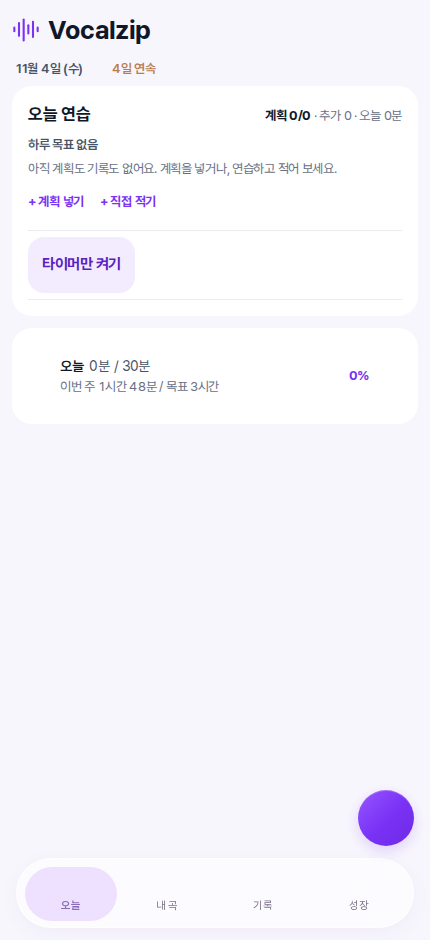 Vocalzip
11월 4일 (수) 4일 연속
오늘 연습 계획 0/0 · 추가 0 · 오늘 0분
하루 목표 없음
아직 계획도 기록도 없어요. 계획을 넣거나, 연습하고 적어 보세요.
+ 계획 넣기 + 직접 적기
타이머만 켜기
오늘 0분 / 30분
이번 주 1시간 48분 / 목표 3시간
0%
오늘 내 곡 기록 성장